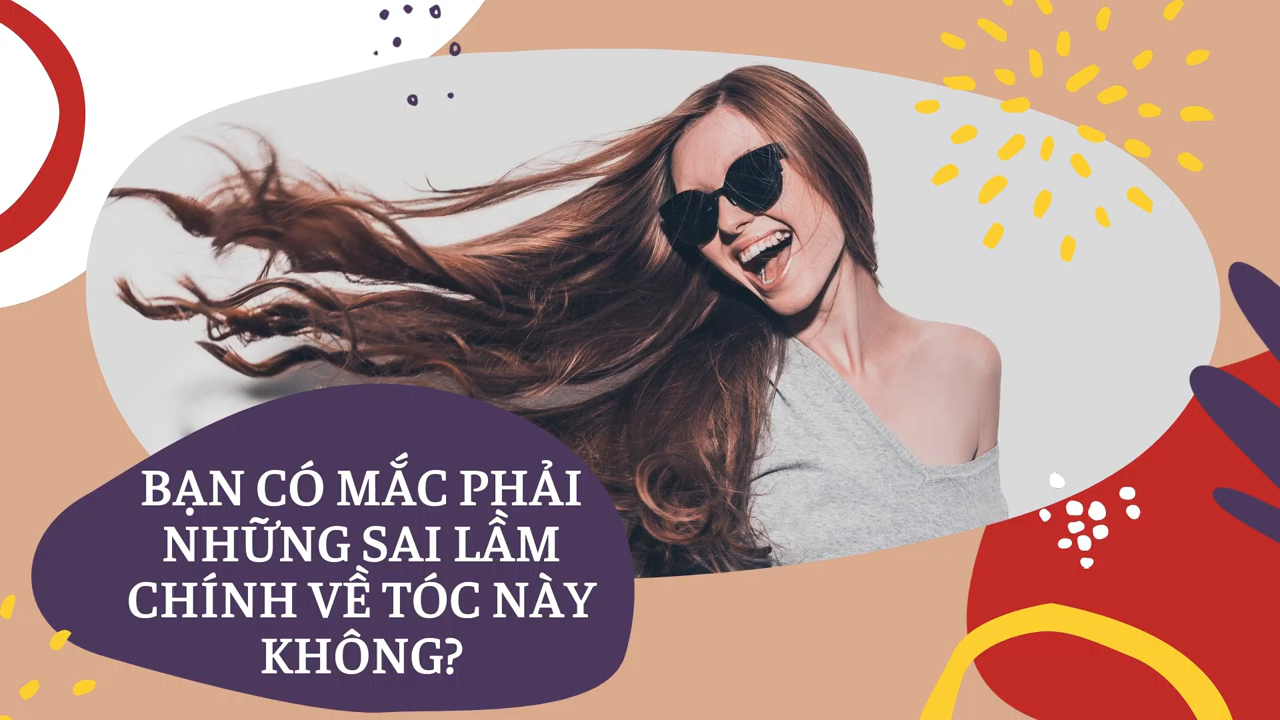 BẠN CÓ MẮC PHẢI
NHỮNG SAI LẦM
CHÍNH VỀ TÓC NÀY
KHÔNG?